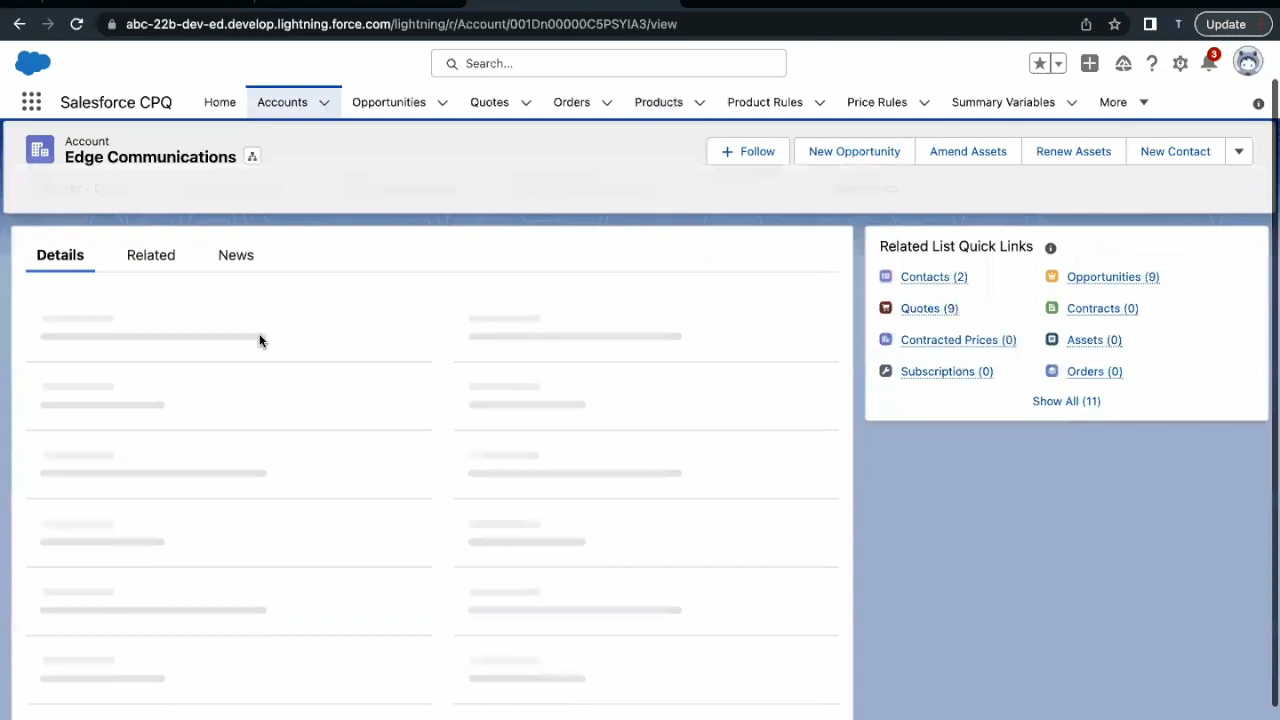 abc-22b-dev-ed.develop.lightning.force.com/lightning/r/Account/001Dn00000C5PSYIA3/view
T
Update
Search...
3
Salesforce CPQ
Home
Accounts
Opportunities
Quotes
Orders
Products
Product Rules
Price Rules
Summary Variables
More
Account
Edge Communications
+ Follow
New Opportunity
Amend Assets
Renew Assets
New Contact
Details
Related
News
Related List Quick Links
Contacts (2)
Opportunities (9)
Quotes (9)
Contracts (0)
Contracted Prices (0)
Assets (0)
Subscriptions (0)
Orders (0)
Show All (11)